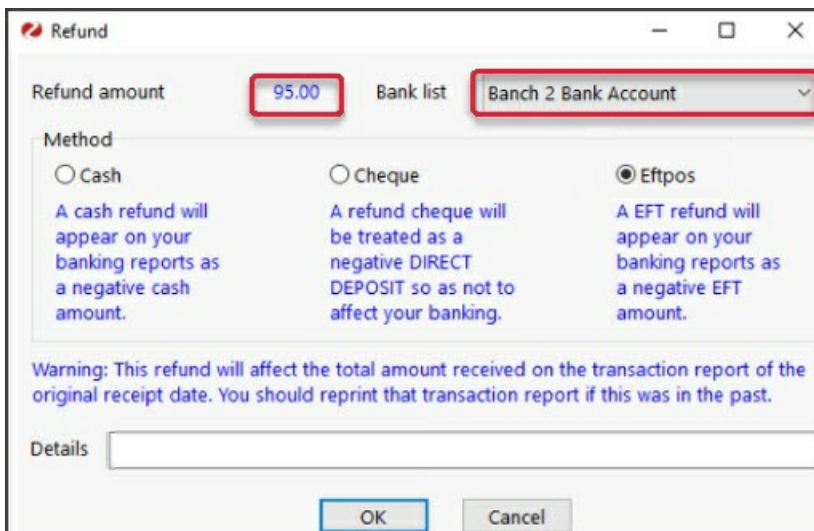 Refund
Refund amount 95.00 Bank list Banch 2 Bank Account
Method
Cash
A cash refund will
appear on your
banking reports as
a negative cash
amount.
Cheque
A refund cheque will
be treated as a
negative DIRECT
DEPOSIT so as not to
affect your banking.
Eftpos
A EFT refund will
appear on your
banking reports as
a negative EFT
amount.
Warning: This refund will affect the total amount received on the transaction report of the
original receipt date. You should reprint that transaction report if this was in the past.
Details
OK Cancel